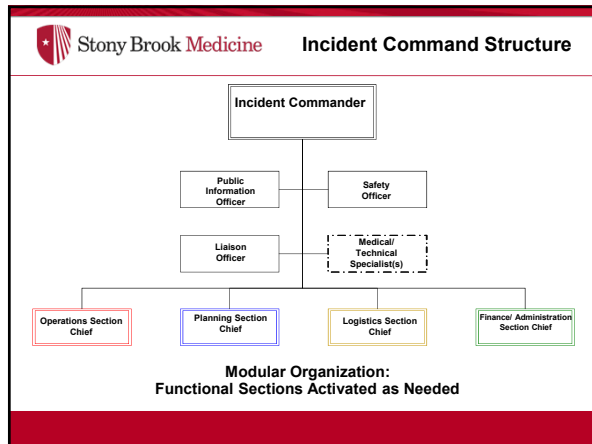 Stony Brook Medicine
Incident Command Structure
Incident Commander
Public
Information
Officer
Safety
Officer
Liaison
Officer
Medical/
Technical
Specialist(s)
Operations Section
Chief
Planning Section
Chief
Logistics Section
Chief
Finance/ Administration
Section Chief
Modular Organization:
Functional Sections Activated as Needed